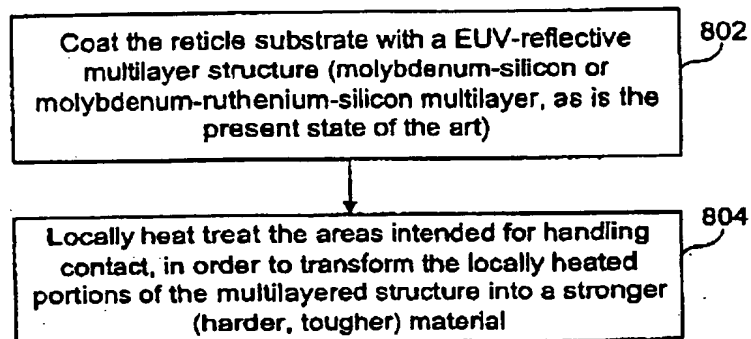 Coat the reticle substrate with a EUV-reflective
multilayer structure (molybdenum-silicon or
molybdenum-ruthenium-silicon multilayer, as is the
present state of the art)
802
Locally heat treat the areas intended for handling
contact, in order to transform the locally heated
portions of the multilayered structure into a stronger
(harder, tougher) material
804